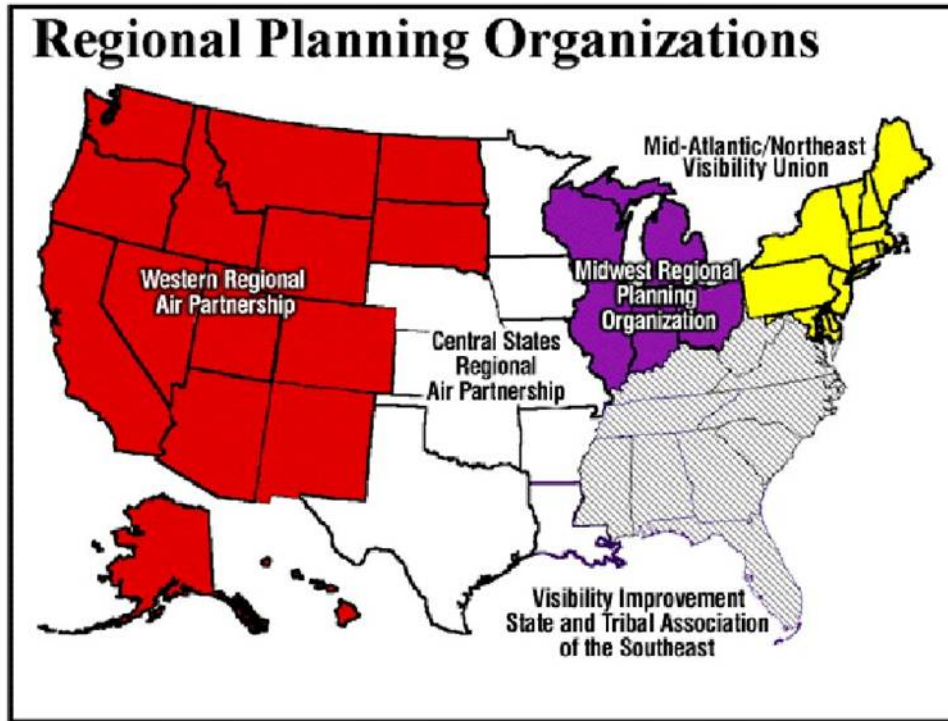 Regional Planning Organizations
Mid-Atlantic/Northeast
Visibility Union
Western Regional
Air Partnership
Midwest Regional
Planning
Organization
Central States
Regional
Air Partnership
Visibility Improvement
State and Tribal Association
of the Southeast